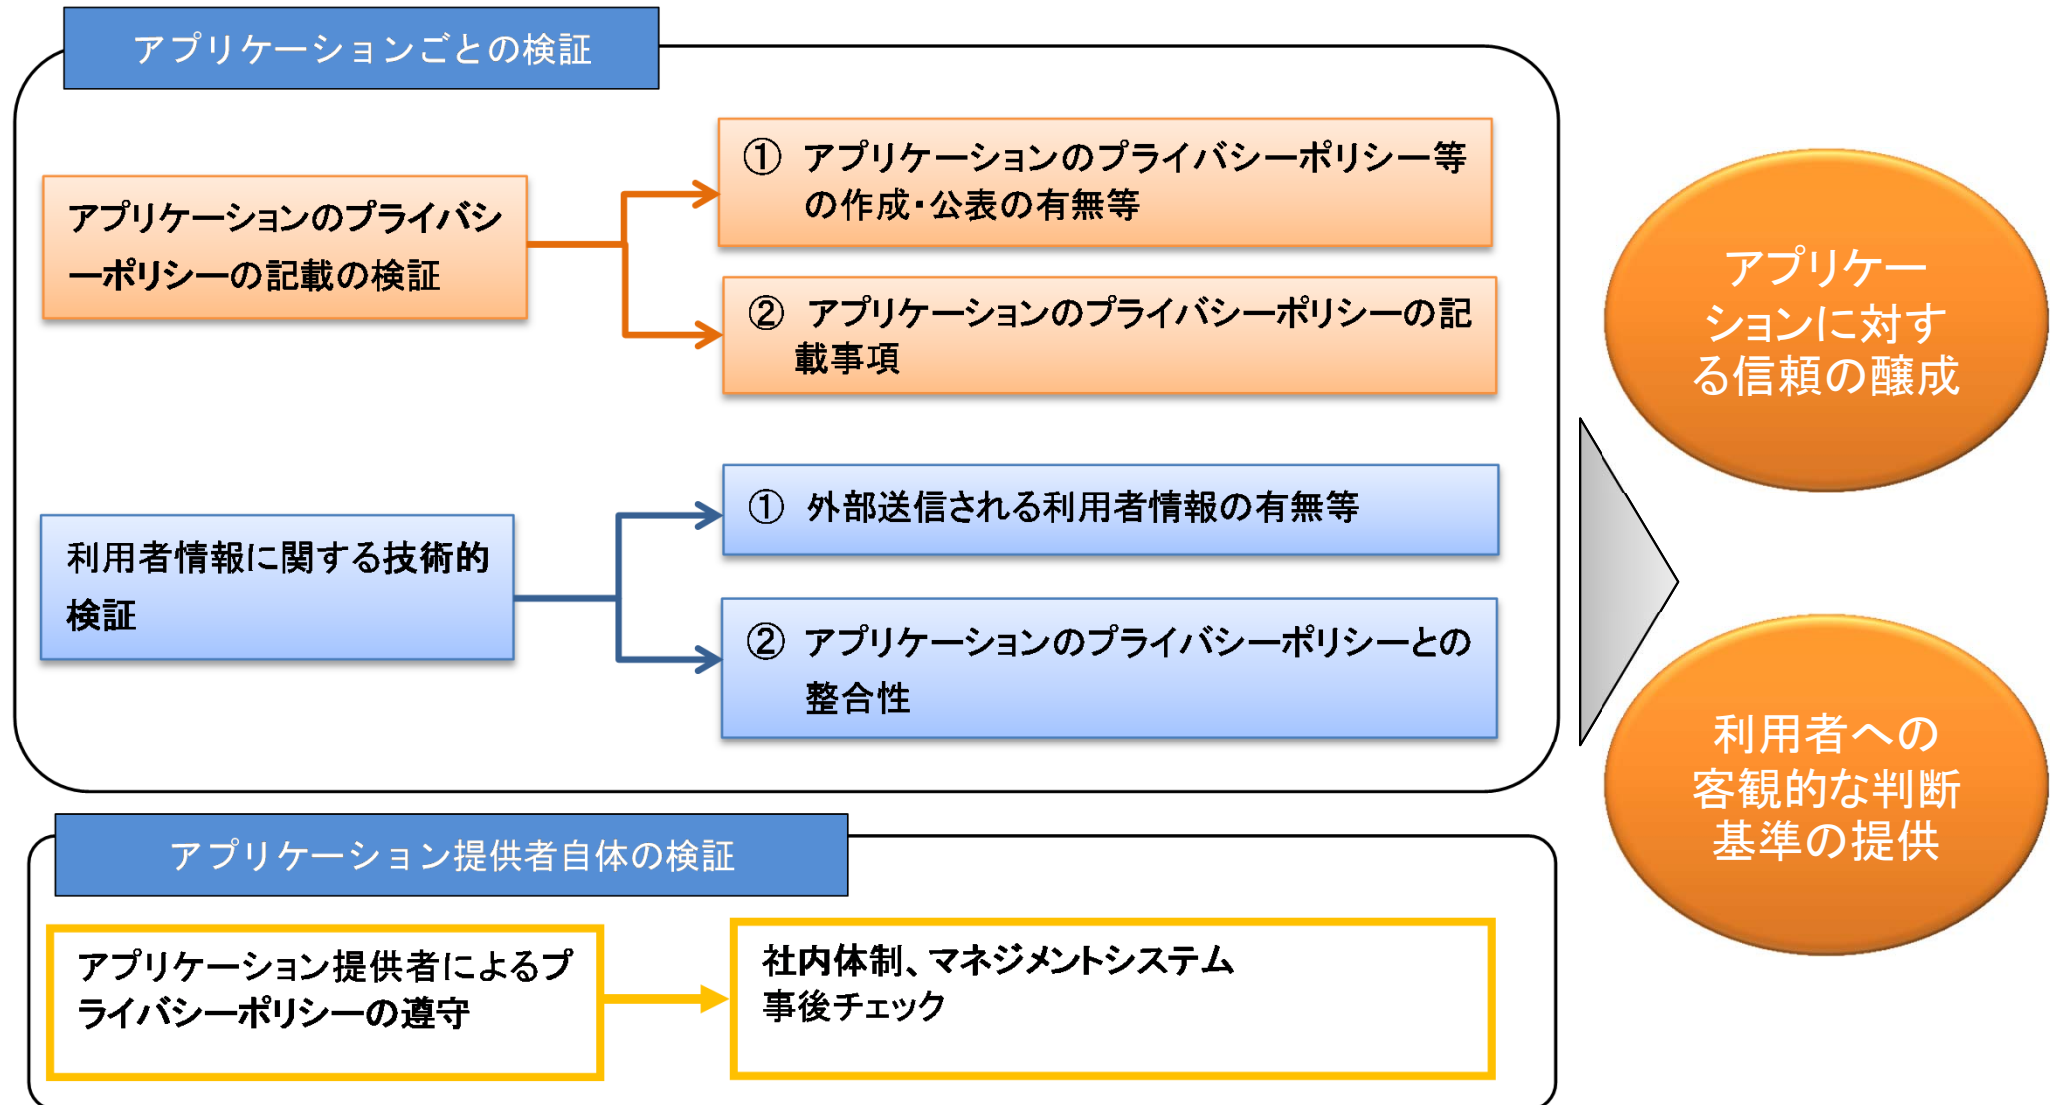 アプリケーションごとの検証
アプリケーションのプライバシ
ーポリシーの記載の検証
① アプリケーションのプライバシーポリシー等
の作成・公表の有無等
② アプリケーションのプライバシーポリシーの記
載事項
利用者情報に関する技術的
検証
① 外部送信される利用者情報の有無等
② アプリケーションのプライバシーポリシーとの
整合性
アプリケーション提供者自体の検証
アプリケーション提供者によるプ
ライバシーポリシーの遵守
社内体制、マネジメントシステム
事後チェック
アプリケー
ションに対す
る信頼の醸成
利用者への
客観的な判断
基準の提供